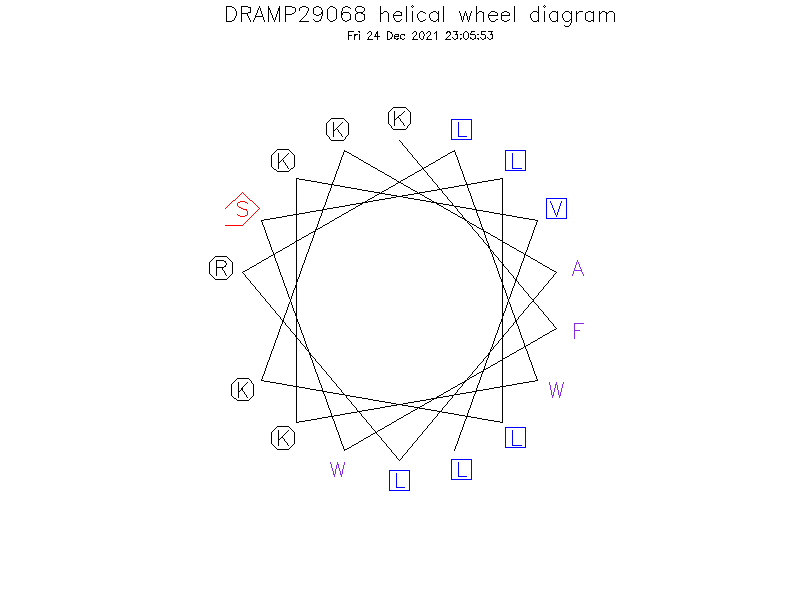 DRAMP29068 helical wheel diagram
Fri 24 Dec 2021 23:05:53
K
K L
K L
S V
R A
F
K W
K L
W L
L